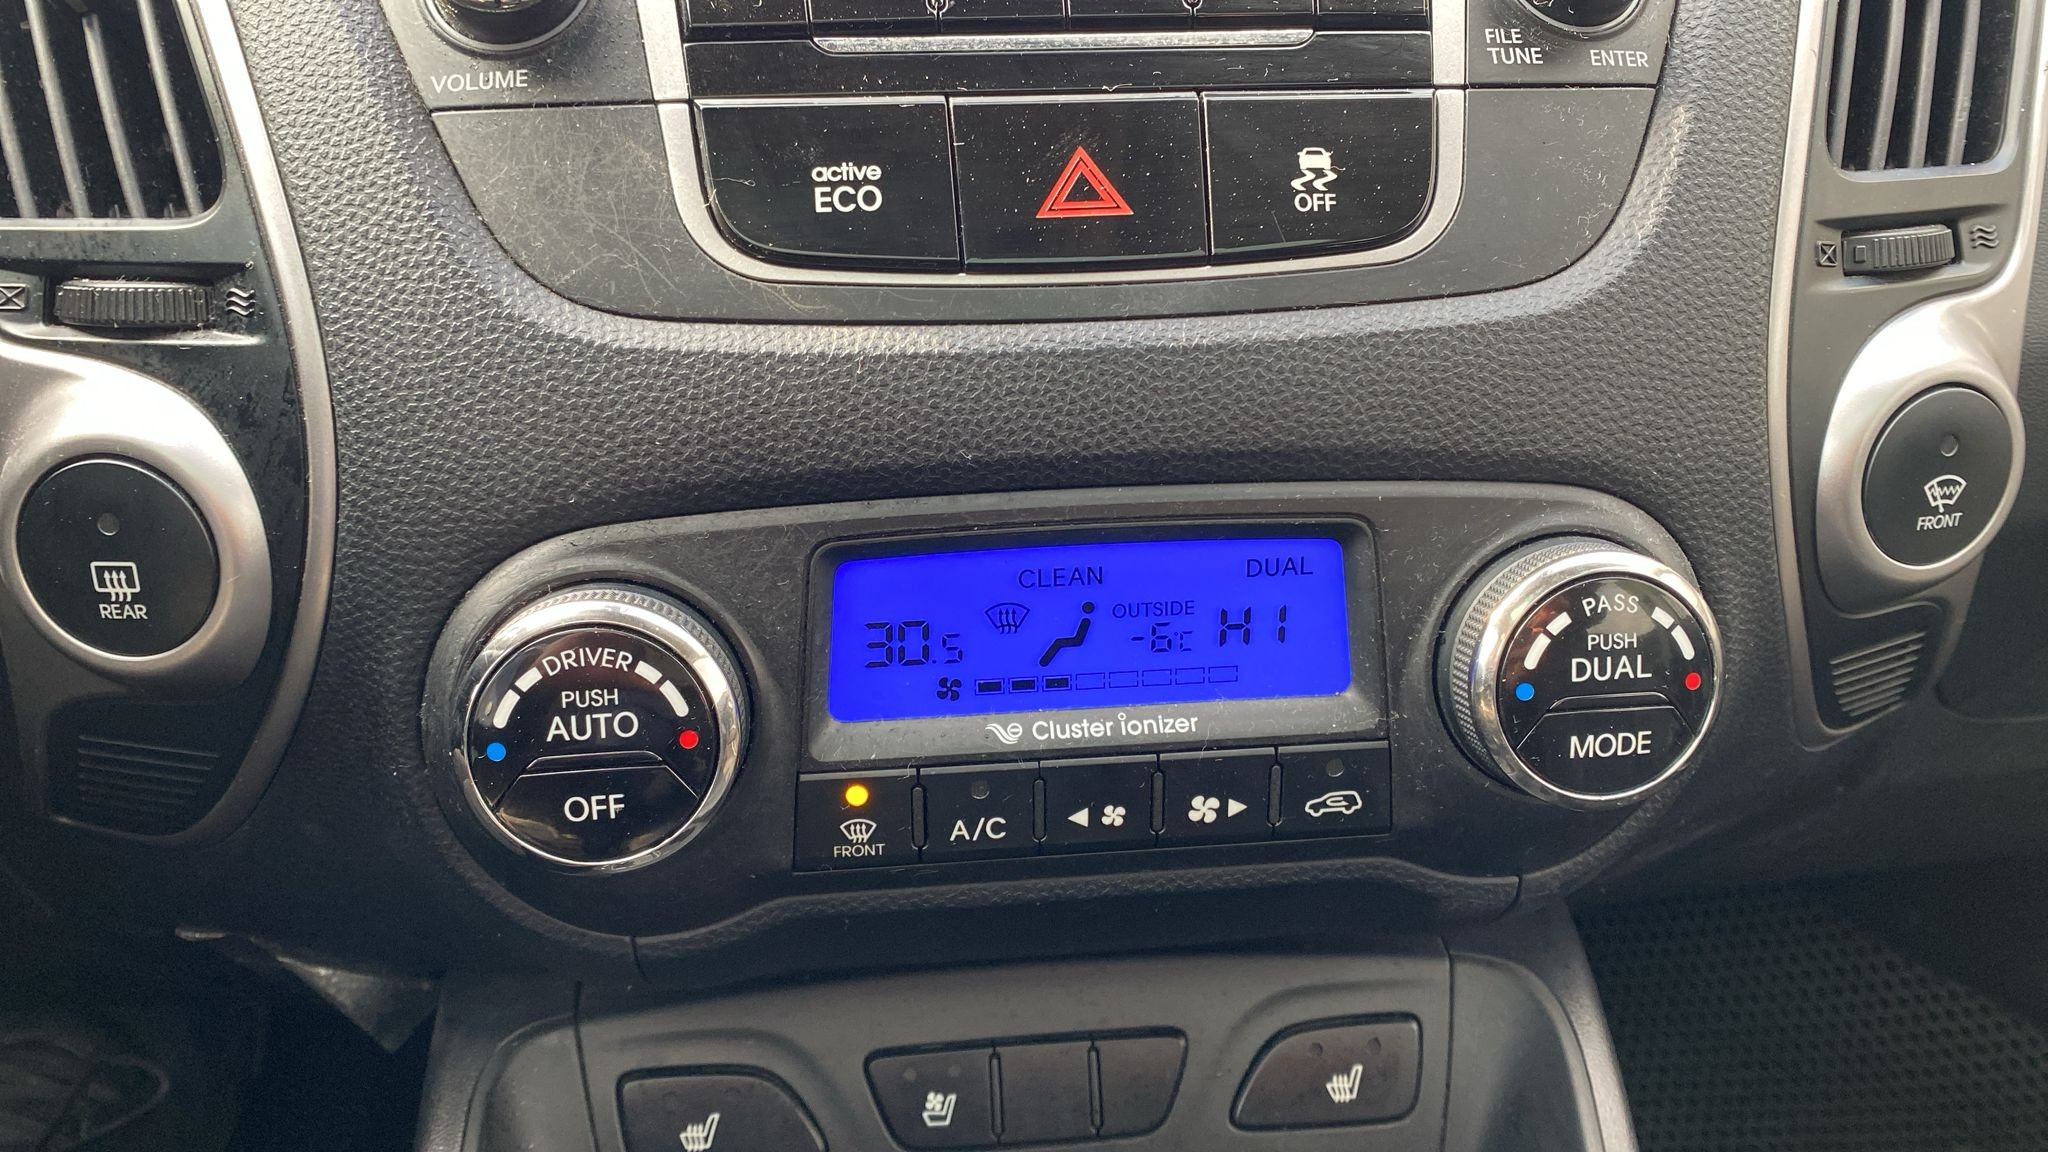 VOLUME
FILE
TUNE
ENTER
active
ECO
OFF
REAR
FRONT
DRIVER
PUSH
AUTO
OFF
CLEAN
DUAL
30.5
OUTSIDE
-6°C
HI
Cluster ionizer
FRONT
A/C
PASS
PUSH
DUAL
MODE